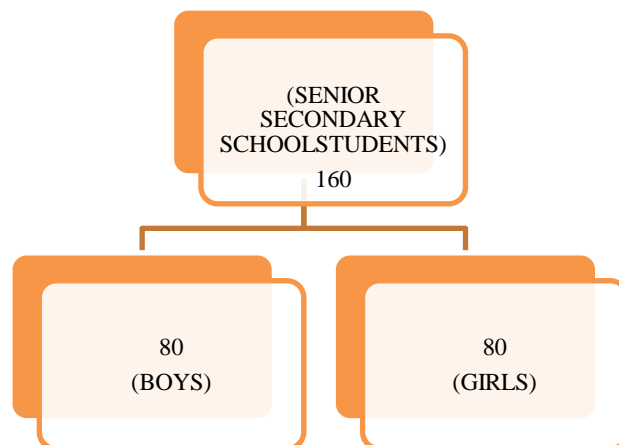 (SENIOR
SECONDARY
SCHOOLSTUDENTS)
160
80
(BOYS)
80
(GIRLS)